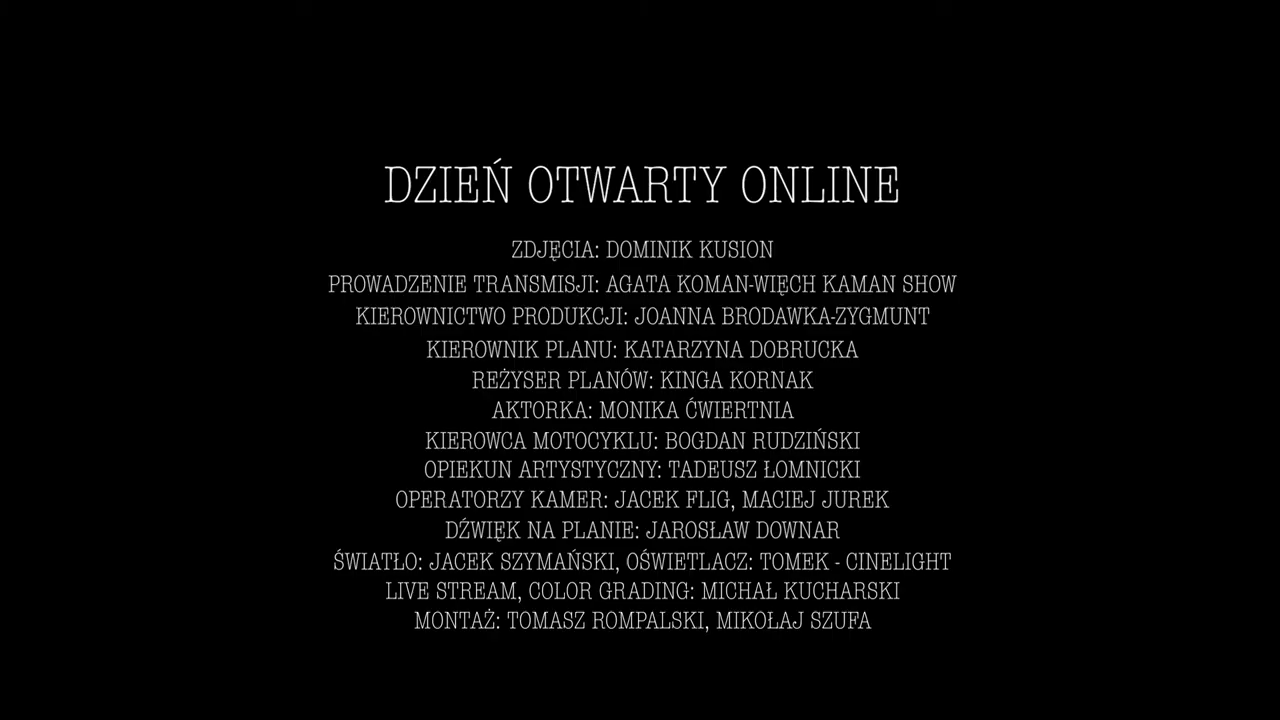 DZIEŃ OTWARTY ONLINE
ZDJĘCIA: DOMINIK KUSION
PROWADZENIE TRANSMISJI: AGATA KOMAN-WIĘCH KAMAN SHOW
KIEROWNICTWO PRODUKCJI: JOANNA BRODAWKA-ZYGMUNT
KIEROWNIK PLANU: KATARZYNA DOBRUCKA
REŻYSER PLANÓW: KINGA KORNAK
AKTORKA: MONIKA ĆWIERTNIA
KIEROWCA MOTOCYKLU: BOGDAN RUDZIŃSKI
OPIEKUN ARTYSTYCZNY: TADEUSZ ŁOMNICKI
OPERATORZY KAMER: JACEK FLIG, MACIEJ JUREK
DŹWIĘK NA PLANIE: JAROSŁAW DOWNAR
ŚWIATŁO: JACEK SZYMAŃSKI, OŚWIETLACZ: TOMEK - CINELIGHT
LIVE STREAM, COLOR GRADING: MICHAŁ KUCHARSKI
MONTAŻ: TOMASZ ROMPALSKI, MIKOŁAJ SZUFA